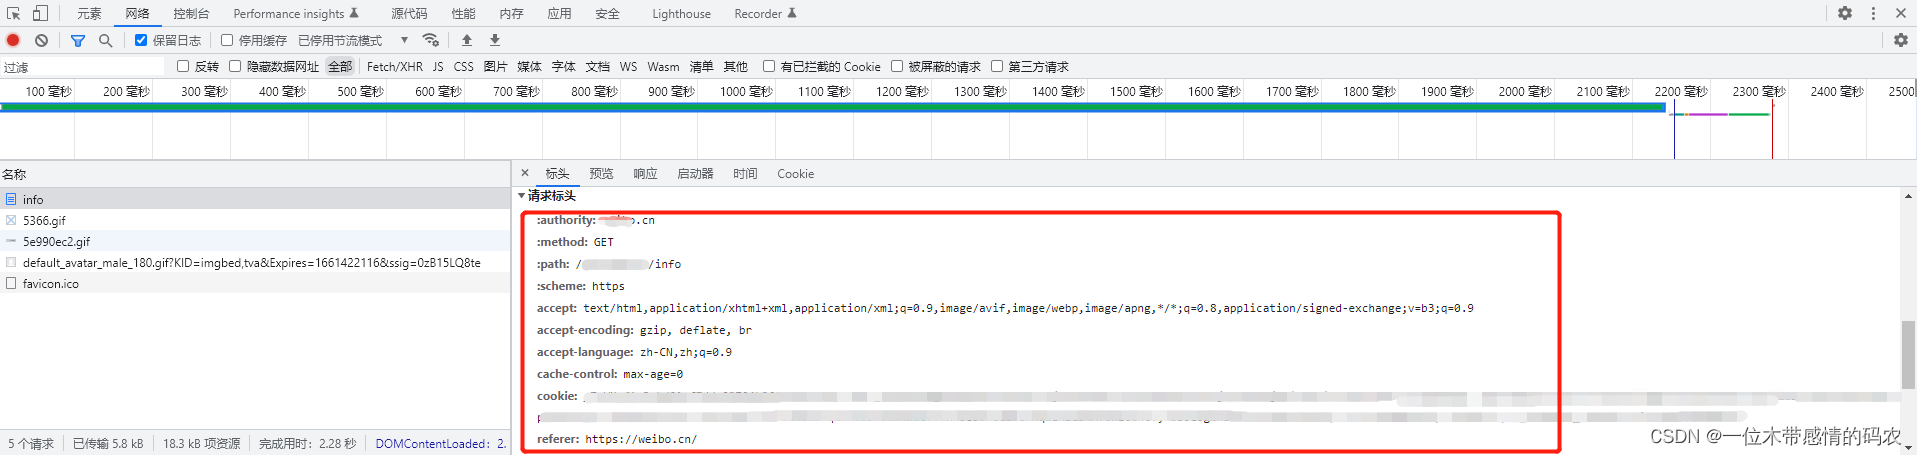 元素 网络 控制台 Performance insights 源代码 性能 内存 应用 安全 Lighthouse Recorder
保留日志 停用缓存 已停用节流模式
过滤 反转 隐藏数据网址 全部 Fetch/XHR JS CSS 图片 媒体 字体 文档 WS Wasm 清单 其他 有已拦截的 Cookie 被屏蔽的请求 第三方请求
100 毫秒 200 毫秒 300 毫秒 400 毫秒 500 毫秒 600 毫秒 700 毫秒 800 毫秒 900 毫秒 1000 毫秒 1100 毫秒 1200 毫秒 1300 毫秒 1400 毫秒 1500 毫秒 1600 毫秒 1700 毫秒 1800 毫秒 1900 毫秒 2000 毫秒 2100 毫秒 2200 毫秒 2300 毫秒 2400 毫秒 2500
名称
info
5366.gif
5e990ec2.gif
default_avatar_male_180.gif?KID=imgbed,tva&Expires=1661422116&ssig=0zB15LQ8te
favicon.ico
5 个请求 已传输 5.8 kB 18.3 kB 项资源 完成用时: 2.28 秒 DOMContentLoaded: 2.
× 标头 预览 响应 启动器 时间 Cookie
请求标头
:authority: .cn
:method: GET
:path: / /info
:scheme: https
accept: text/html,application/xhtml+xml,application/xml;q=0.9,image/avif,image/webp,image/apng,*/*;q=0.8,application/signed-exchange;v=b3;q=0.9
accept-encoding: gzip, deflate, br
accept-language: zh-CN,zh;q=0.9
cache-control: max-age=0
cookie:
referer: https://weibo.cn/
CSDN @一位木带感情的码农